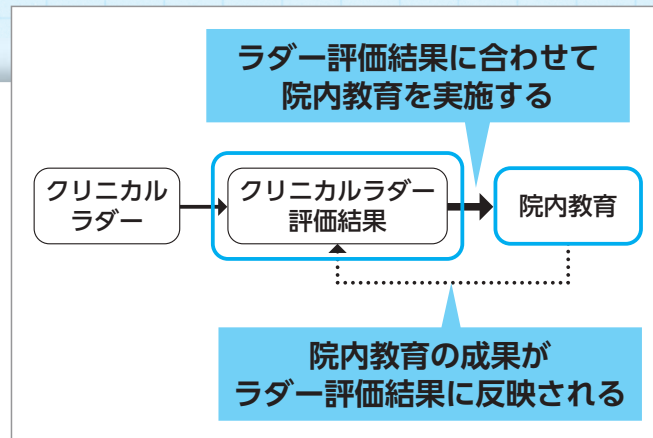 ラダー評価結果に合わせて
院内教育を実施する
クリニカル
ラダー
クリニカルラダー
評価結果
院内教育
院内教育の成果が
ラダー評価結果に反映される